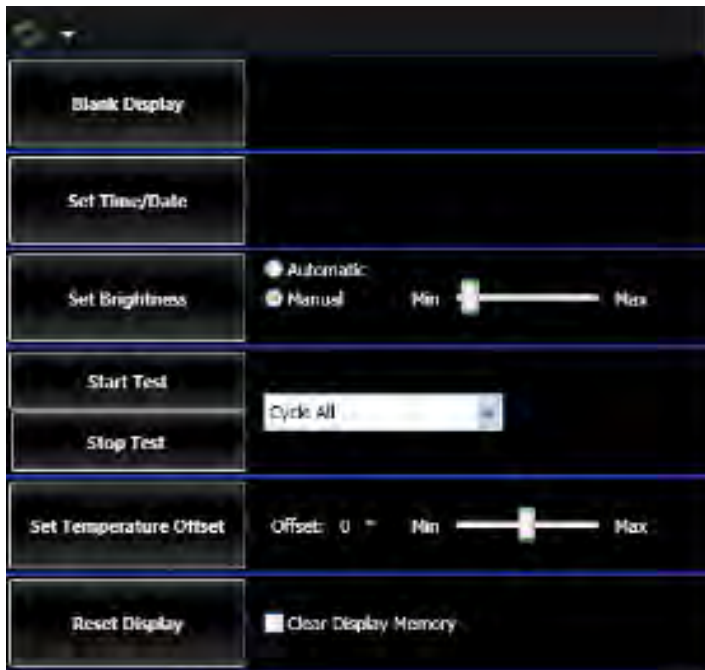 Blank Display
Set Time/Date
Automatic
Set Brightness
Manual Min Max
Start Test
Cycle All
Stop Test
Set Temperature Offset
Offset: 0 ° Min Max
Reset Display
Clear Display Memory